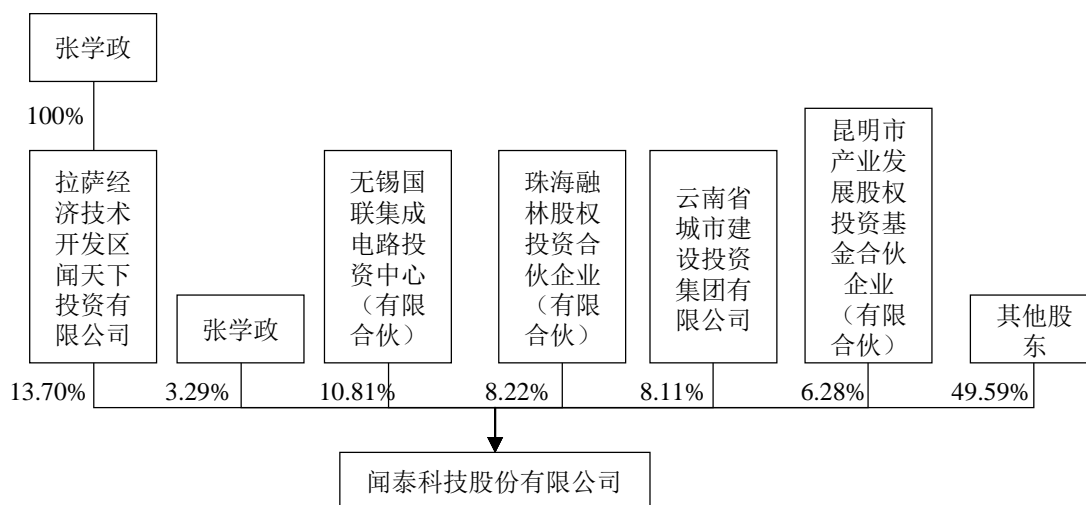 张学政
100%
拉萨经
济技术
开发区
闻天下
投资有
限公司
张学政
无锡国
联集成
电路投
资中心
（有限
合伙）
珠海融
林股权
投资合
伙企业
（有限
合伙）
云南省
城市建
设投资
集团有
限公司
昆明市
产业发
展股权
投资基
金合伙
企业
（有限
合伙）
其他股
东
13.70%
3.29%
10.81%
8.22%
8.11%
6.28%
49.59%
闻泰科技股份有限公司